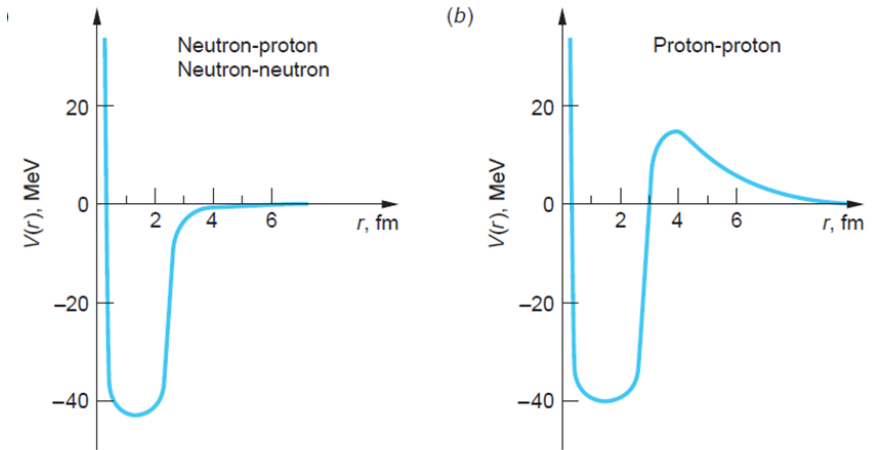 )
Neutron-proton
Neutron-neutron
20
0
–20
–40
2
4
6
r, fm
V(r), MeV
(b)
Proton-proton
20
0
–20
–40
2
4
6
r, fm
V(r), MeV